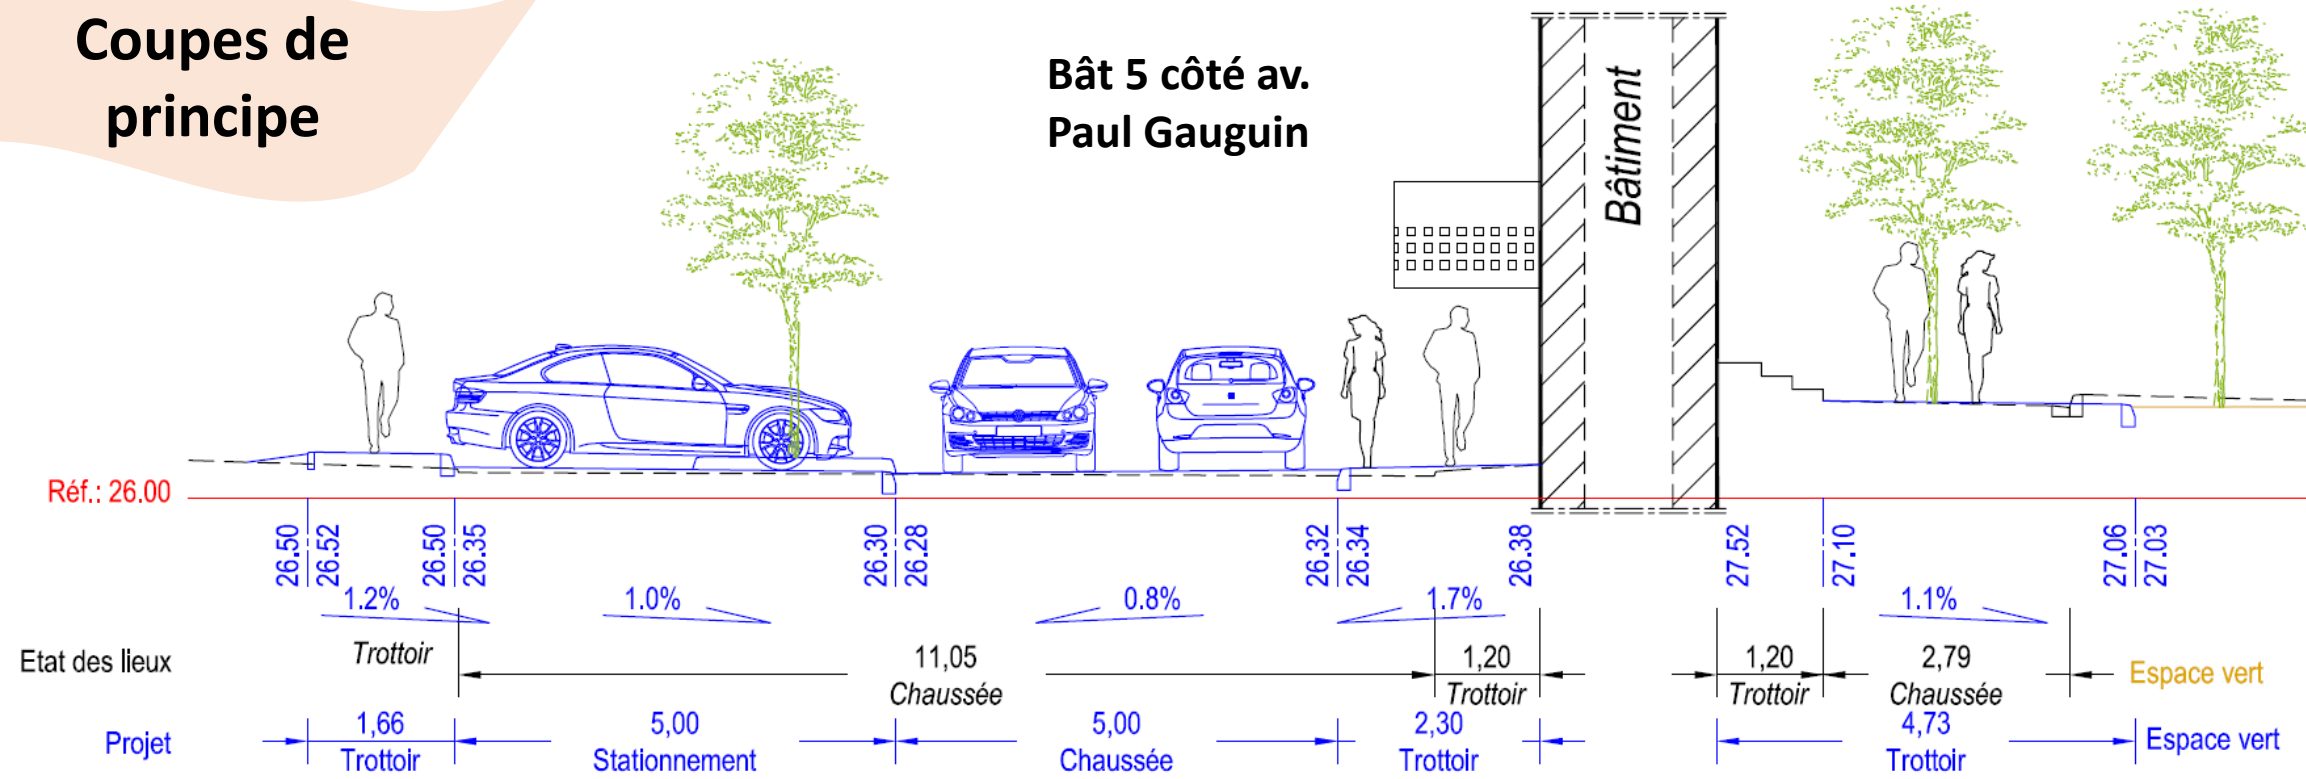 Coupes de
principe
Bât 5 côté av.
Paul Gauguin
Bâtiment
Réf.: 26.00
26.50 26.52 26.50 26.35 26.30 26.28 26.32 26.34 26.38 27.52 27.10 27.06 27.03
1.2% 1.0% 0.8% 1.7% 1.1%
Etat des lieux Trottoir 11,05 Chaussée 1,20 Trottoir 1,20 Trottoir 2,79 Chaussée Espace vert
Projet 1,66 Trottoir 5,00 Stationnement 5,00 Chaussée 2,30 Trottoir 4,73 Trottoir Espace vert